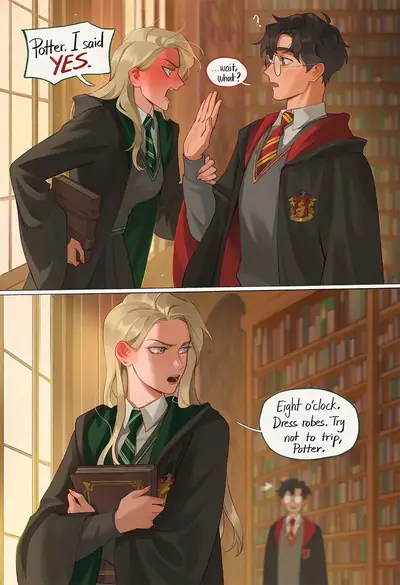 Potter. I said
YES.
?
...wait,
what?
Eight o'clock.
Dress robes. Try
not to trip,
Potter.